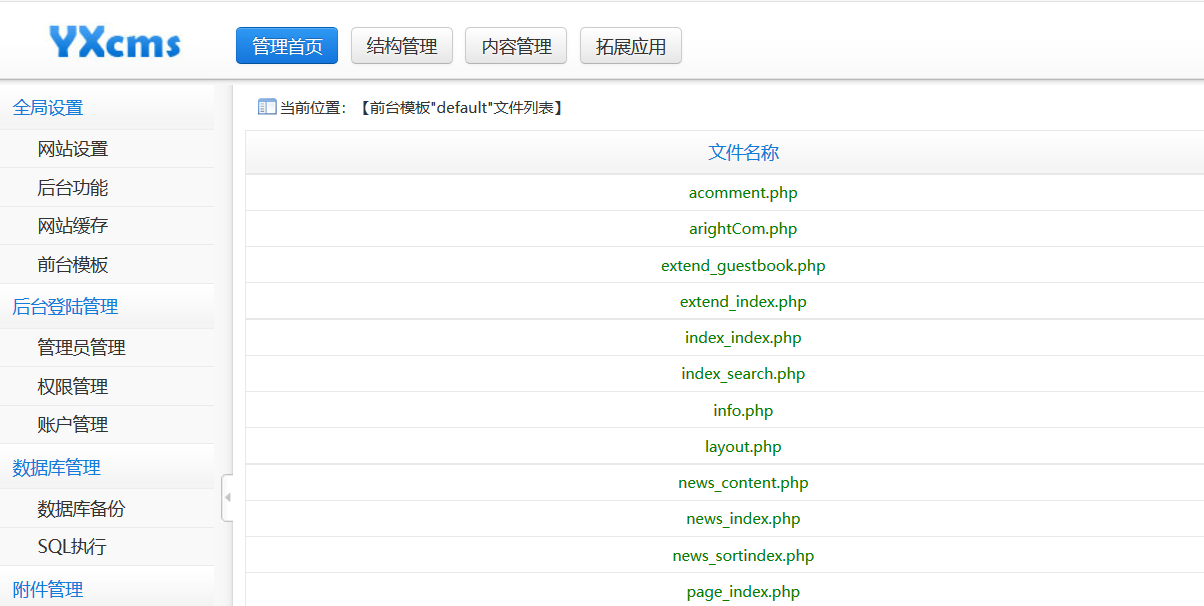 YXcms
管理首页 结构管理 内容管理 拓展应用
全局设置
网站设置
后台功能
网站缓存
前台模板
后台登陆管理
管理员管理
权限管理
账户管理
数据库管理
数据库备份
SQL执行
附件管理
当前位置：【前台模板"default"文件列表】
文件名称
acomment.php
arightCom.php
extend_guestbook.php
extend_index.php
index_index.php
index_search.php
info.php
layout.php
news_content.php
news_index.php
news_sortindex.php
page_index.php